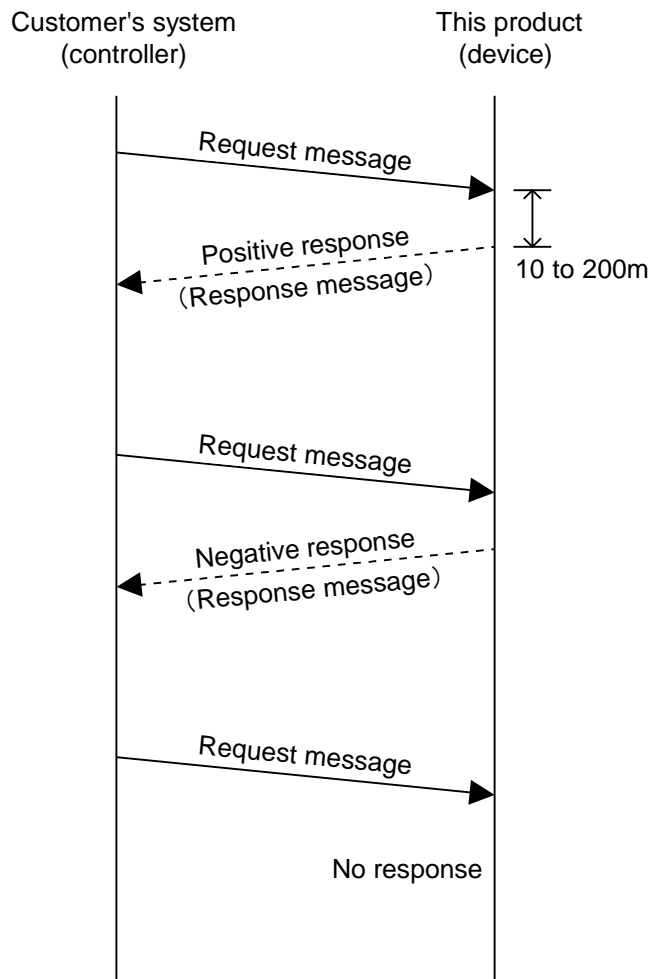 Customer's system
(controller)
This product
(device)
Request message
Positive response
（Response message）
10 to 200m
Request message
Negative response
（Response message）
Request message
No response